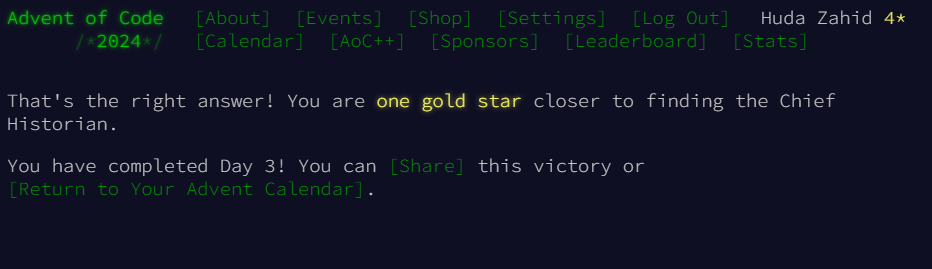 Advent of Code [About] [Events] [Shop] [Settings] [Log Out] Huda Zahid 4*
/*2024*/ [Calendar] [AoC++] [Sponsors] [Leaderboard] [Stats]
That's the right answer! You are one gold star closer to finding the Chief
Historian.
You have completed Day 3! You can [Share] this victory or
[Return to Your Advent Calendar].